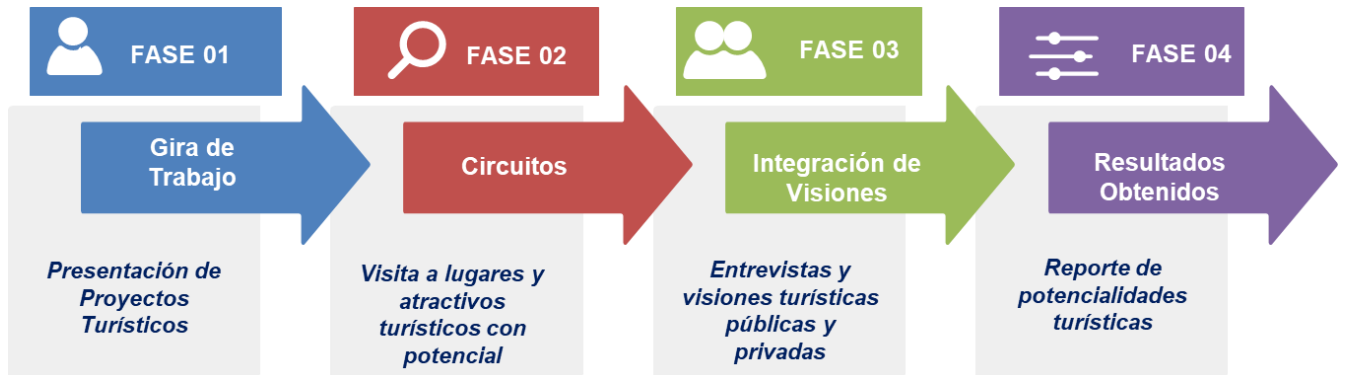 FASE 01
Gira de
Trabajo
Presentación de
Proyectos
Turísticos
FASE 02
Circuitos
Visita a lugares y
atractivos
turísticos con
potencial
FASE 03
Integración de
Visiones
Entrevistas y
visiones turísticas
públicas y
privadas
FASE 04
Resultados
Obtenidos
Reporte de
potencialidades
turísticas